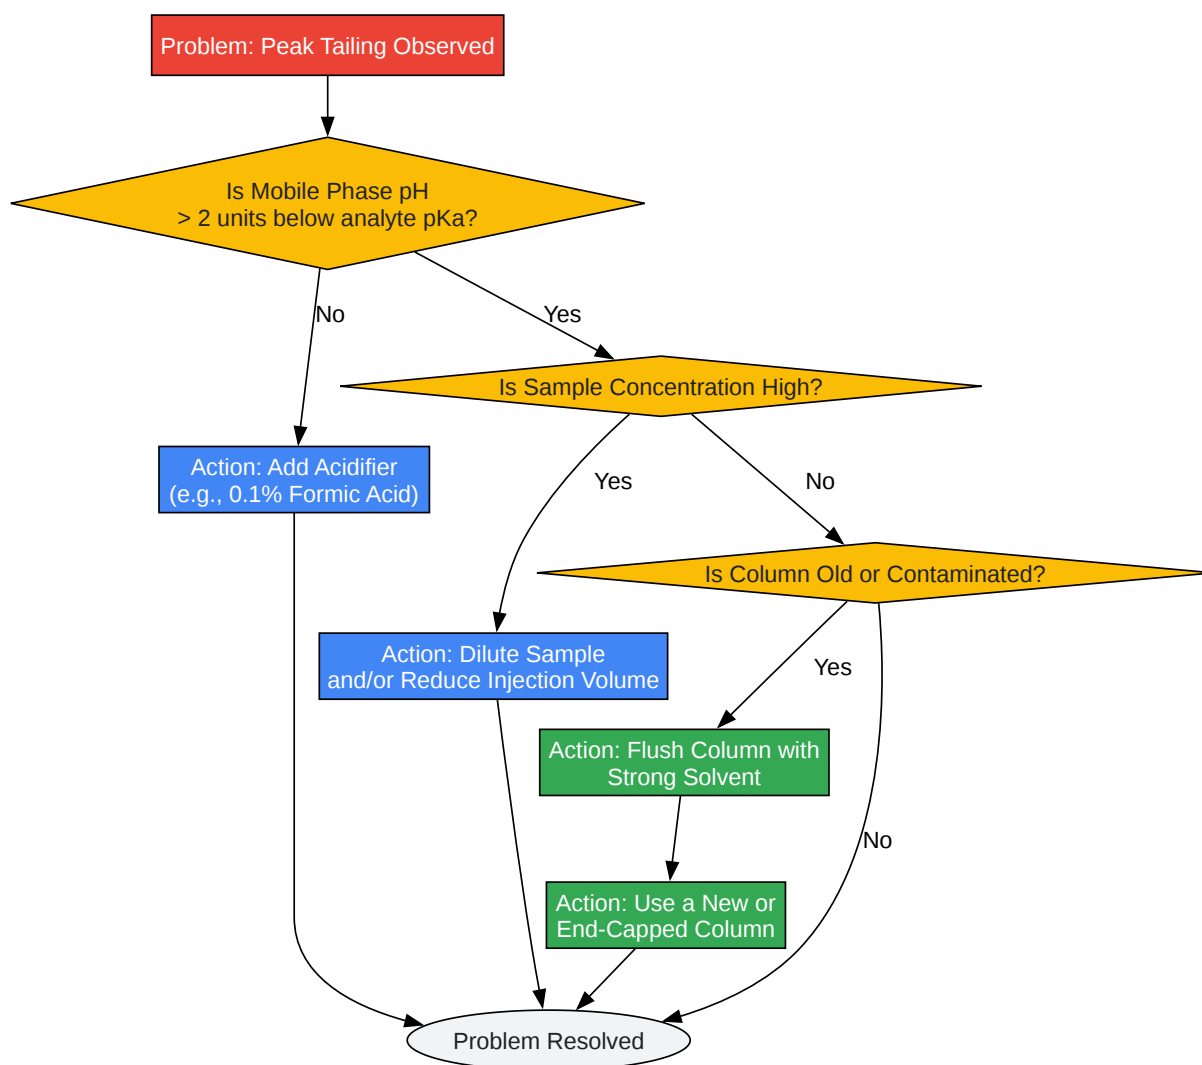 Problem: Peak Tailing Observed
Is Mobile Phase pH
> 2 units below analyte pKa?
No
Yes
Is Sample Concentration High?
Action: Add Acidifier
(e.g., 0.1% Formic Acid)
Yes
No
Is Column Old or Contaminated?
Action: Dilute Sample
and/or Reduce Injection Volume
Yes
Action: Flush Column with
Strong Solvent
No
Action: Use a New or
End-Capped Column
Problem Resolved